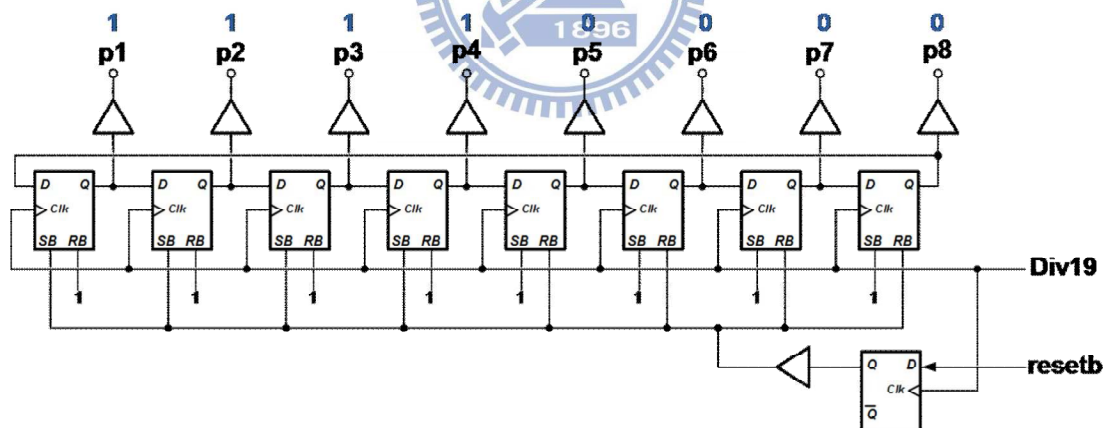 1 1 1 1 0 0 0 0
1896
p1 p2 p3 p4 p5 p6 p7 p8
D Q D Q D Q D Q D Q D Q D Q D Q
Clk Clk Clk Clk Clk Clk Clk Clk
SB RB SB RB SB RB SB RB SB RB SB RB SB RB SB RB
Div19
1 1 1 1 1 1 1 1
Q D resetb
Clk
Q̅